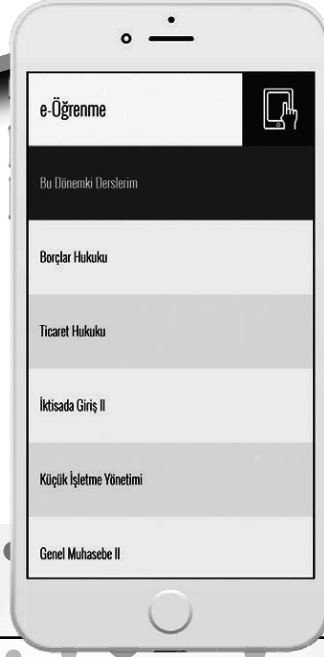 e-Öğrenme
Bu Dönemki Derslerim
Borçlar Hukuku
Ticaret Hukuku
İktisada Giriş II
Küçük İşletme Yönetimi
Genel Muhasebe II